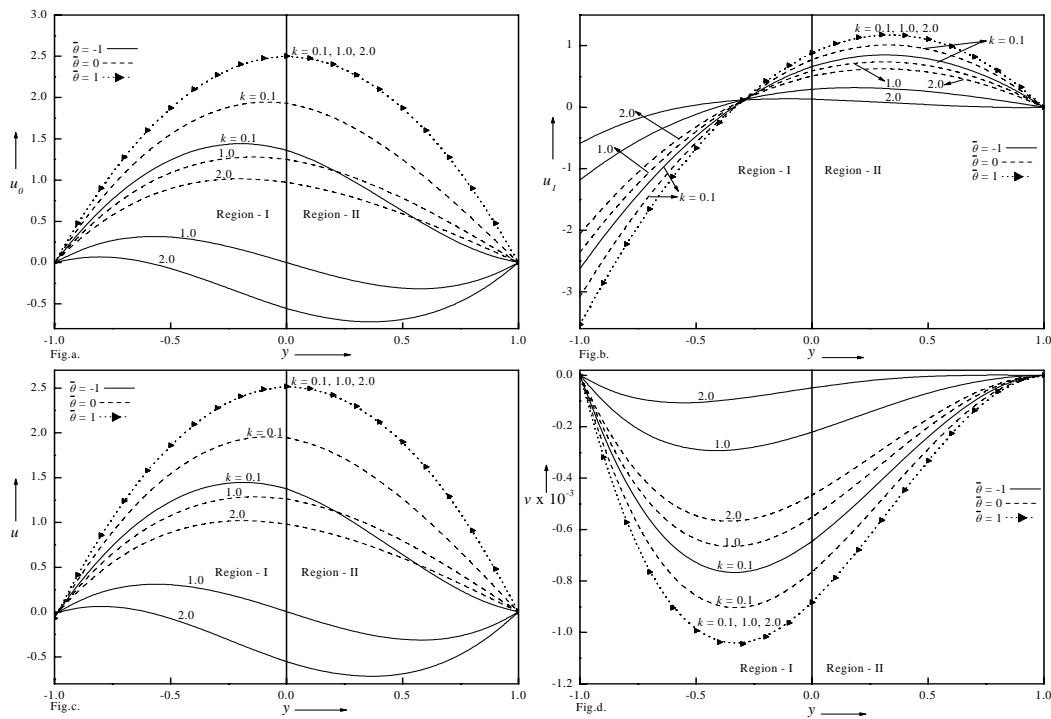 3.0
2.5
2.0
1.5
1.0
0.5
0.0
-0.5
u0
θ̄ = -1
θ̄ = 0
θ̄ = 1
k = 0.1, 1.0, 2.0
k = 0.1
k = 0.1
1.0
2.0
Region - I
Region - II
1.0
2.0
-1.0
-0.5
0.0
0.5
1.0
Fig.a.
y
1
0
-1
-2
-3
u1
k = 0.1, 1.0, 2.0
k = 0.1
1.0
2.0
2.0
2.0
1.0
k = 0.1
Region - I
Region - II
θ̄ = -1
θ̄ = 0
θ̄ = 1
-1.0
-0.5
0.0
0.5
1.0
Fig.b.
y
2.5
2.0
1.5
1.0
0.5
0.0
-0.5
u
θ̄ = -1
θ̄ = 0
θ̄ = 1
k = 0.1, 1.0, 2.0
k = 0.1
k = 0.1
1.0
2.0
Region - I
Region - II
1.0
2.0
-1.0
-0.5
0.0
0.5
1.0
Fig.c.
y
0.0
-0.2
-0.4
-0.6
-0.8
-1.0
-1.2
v x 10-3
2.0
1.0
2.0
1.0
k = 0.1
k = 0.1
k = 0.1, 1.0, 2.0
θ̄ = -1
θ̄ = 0
θ̄ = 1
Region - I
Region - II
-1.0
-0.5
0.0
0.5
1.0
Fig.d.
y